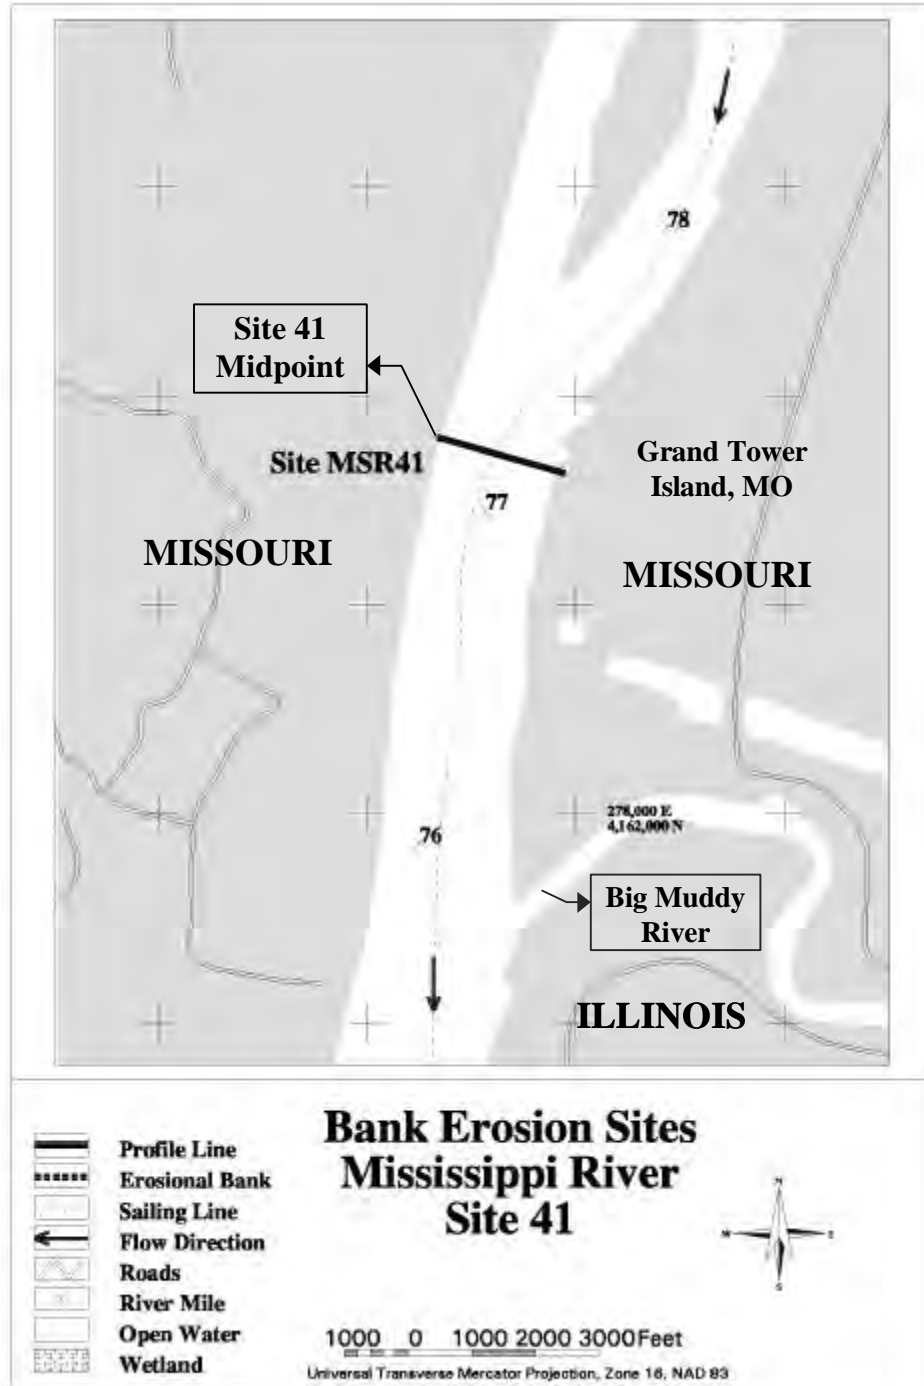 78
Site 41
Midpoint
Grand Tower
Island, MO
Site MSR41
77
MISSOURI
MISSOURI
278,000 E
4,162,000 N
76
Big Muddy
River
ILLINOIS
Bank Erosion Sites
Mississippi River
Site 41
Profile Line
Erosional Bank
Sailing Line
Flow Direction
Roads
River Mile
Open Water
Wetland
N
W E
S
1000 0 1000 2000 3000 Feet
Universal Transverse Mercator Projection, Zone 16, NAD 83